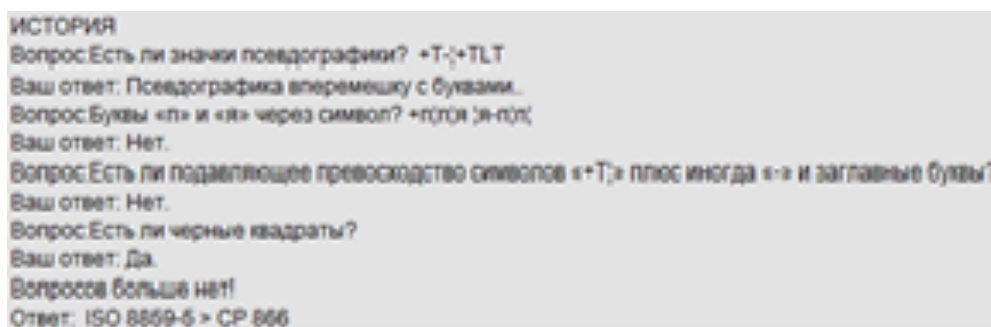 ИСТОРИЯ
Вопрос:Есть ли значки псевдографики? +T-¦+TLT
Ваш ответ: Псевдографика вперемешку с буквами..
Вопрос:Буквы «п» и «я» через символ?
Ваш ответ: Нет.
Вопрос:Есть ли подавляющее превосходство символов «+T¦» плюс иногда «-» и заглавные буквы?
Ваш ответ: Нет.
Вопрос:Есть ли черные квадраты?
Ваш ответ: Да.
Вопросов больше нет!
Ответ: ISO 8859-5 > CP 866